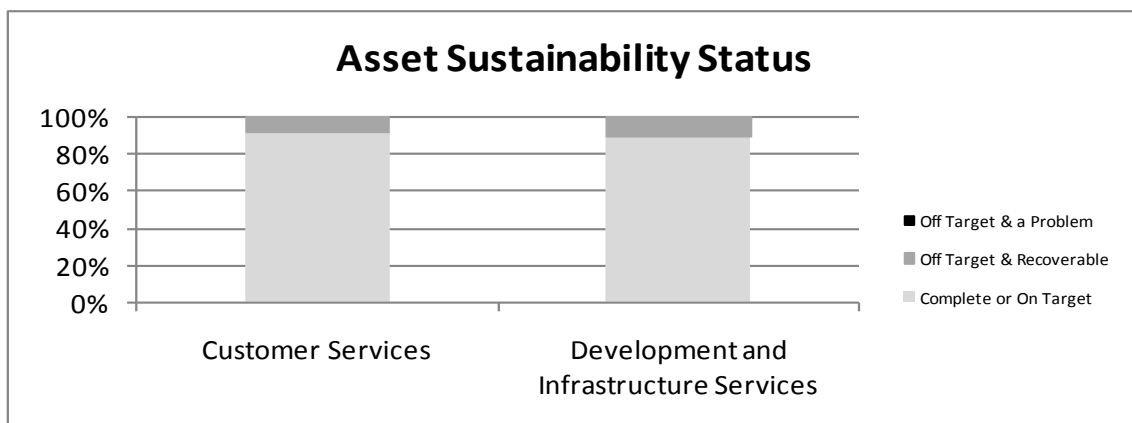 Asset Sustainability Status
100%
80%
60%
40%
20%
0%
Customer Services
Development and
Infrastructure Services
Off Target & a Problem
Off Target & Recoverable
Complete or On Target